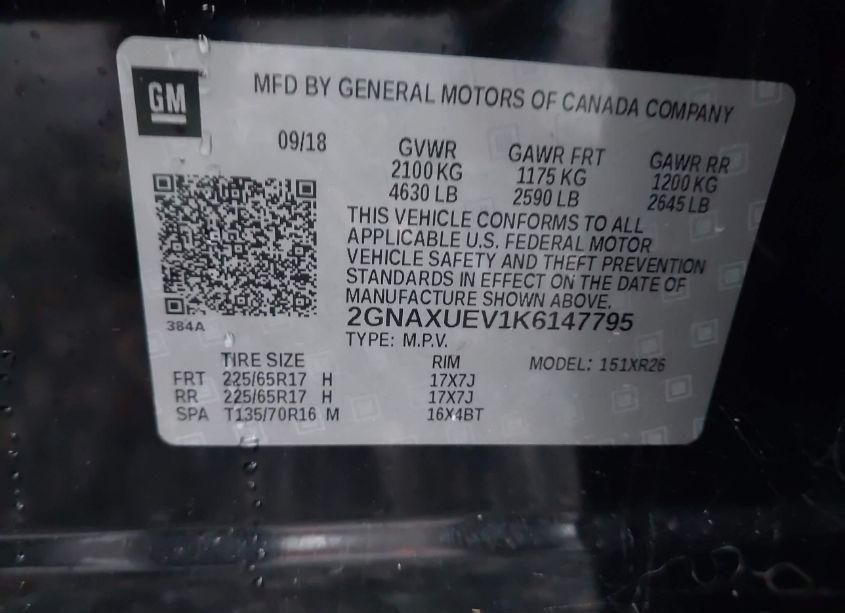 GM
MFD BY GENERAL MOTORS OF CANADA COMPANY
09/18 GVWR GAWR FRT GAWR RR
2100 KG 1175 KG 1200 KG
4630 LB 2590 LB 2645 LB
THIS VEHICLE CONFORMS TO ALL
APPLICABLE U.S. FEDERAL MOTOR
VEHICLE SAFETY AND THEFT PREVENTION
STANDARDS IN EFFECT ON THE DATE OF
MANUFACTURE SHOWN ABOVE.
384A
2GNAXUEV1K6147795
TYPE: M.P.V.
TIRE SIZE RIM MODEL: 151XR26
FRT 225/65R17 H 17X7J
RR 225/65R17 H 17X7J
SPA T135/70R16 M 16X4BT